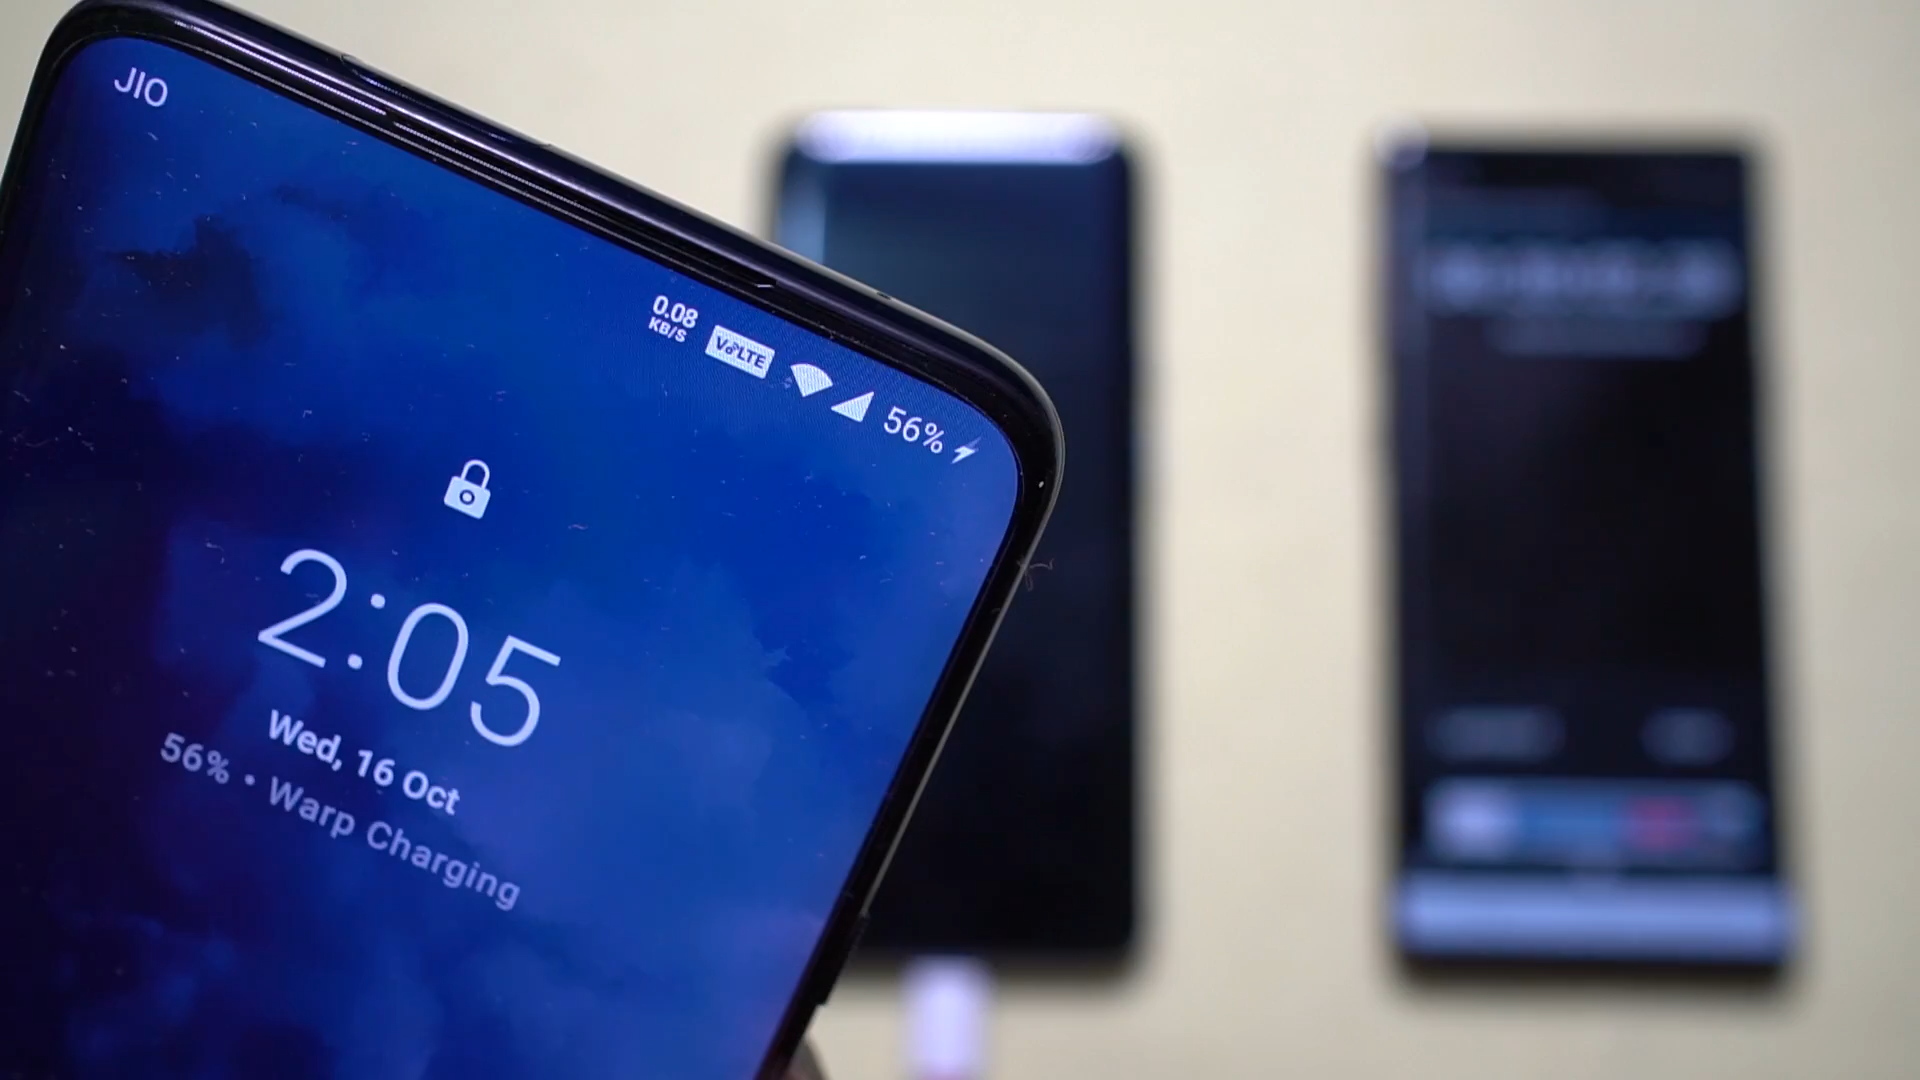 JIO
0.08
KB/S
VoLTE
56%
2:05
Wed, 16 Oct
56% • Warp Charging